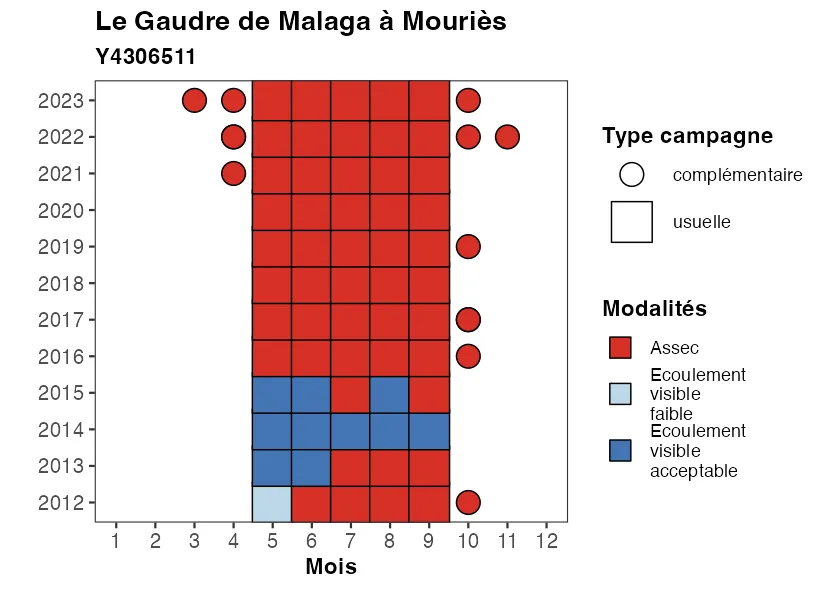 Le Gaudre de Malaga à Mouriès
Y4306511
2023
2022
2021
2020
2019
2018
2017
2016
2015
2014
2013
2012
1 2 3 4 5 6 7 8 9 10 11 12
Mois
Type campagne
complémentaire
usuelle
Modalités
Assec
Ecoulement
visible
faible
Ecoulement
visible
acceptable